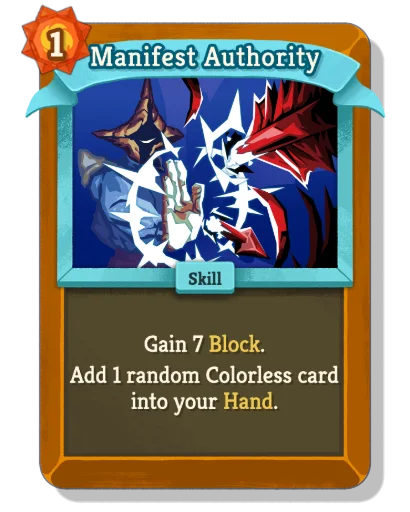 1
Manifest Authority
Skill
Gain 7 Block.
Add 1 random Colorless card
into your Hand.